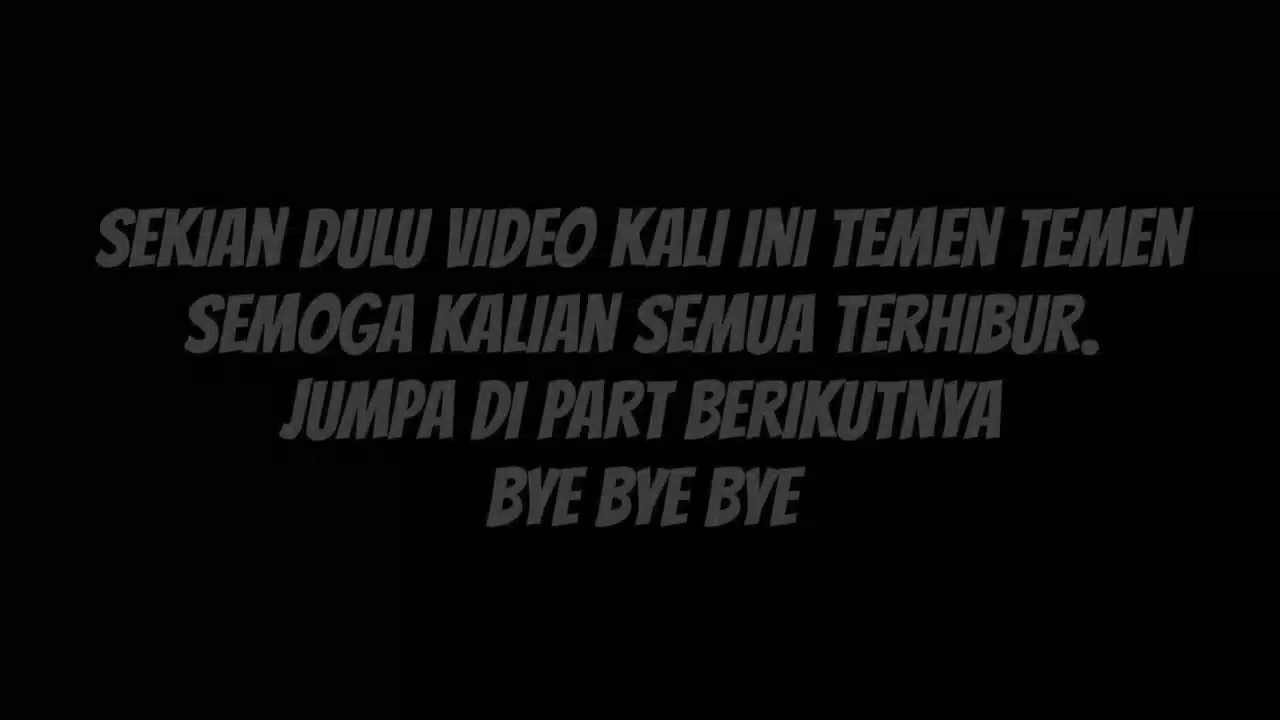 SEKIAN DULU VIDEO KALI INI TEMEN TEMEN
SEMOGA KALIAN SEMUA TERHIBUR.
JUMPA DI PART BERIKUTNYA
BYE BYE BYE